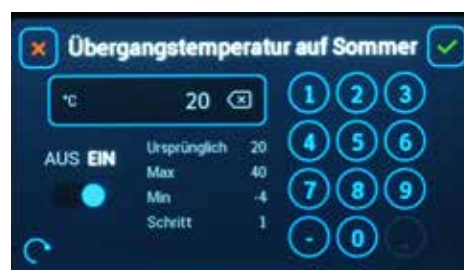 Übergangstemperatur auf Sommer
°C 20
AUS EIN
Ursprünglich 20
Max 40
Min -4
Schritt 1
1 2 3
4 5 6
7 8 9
- 0 .